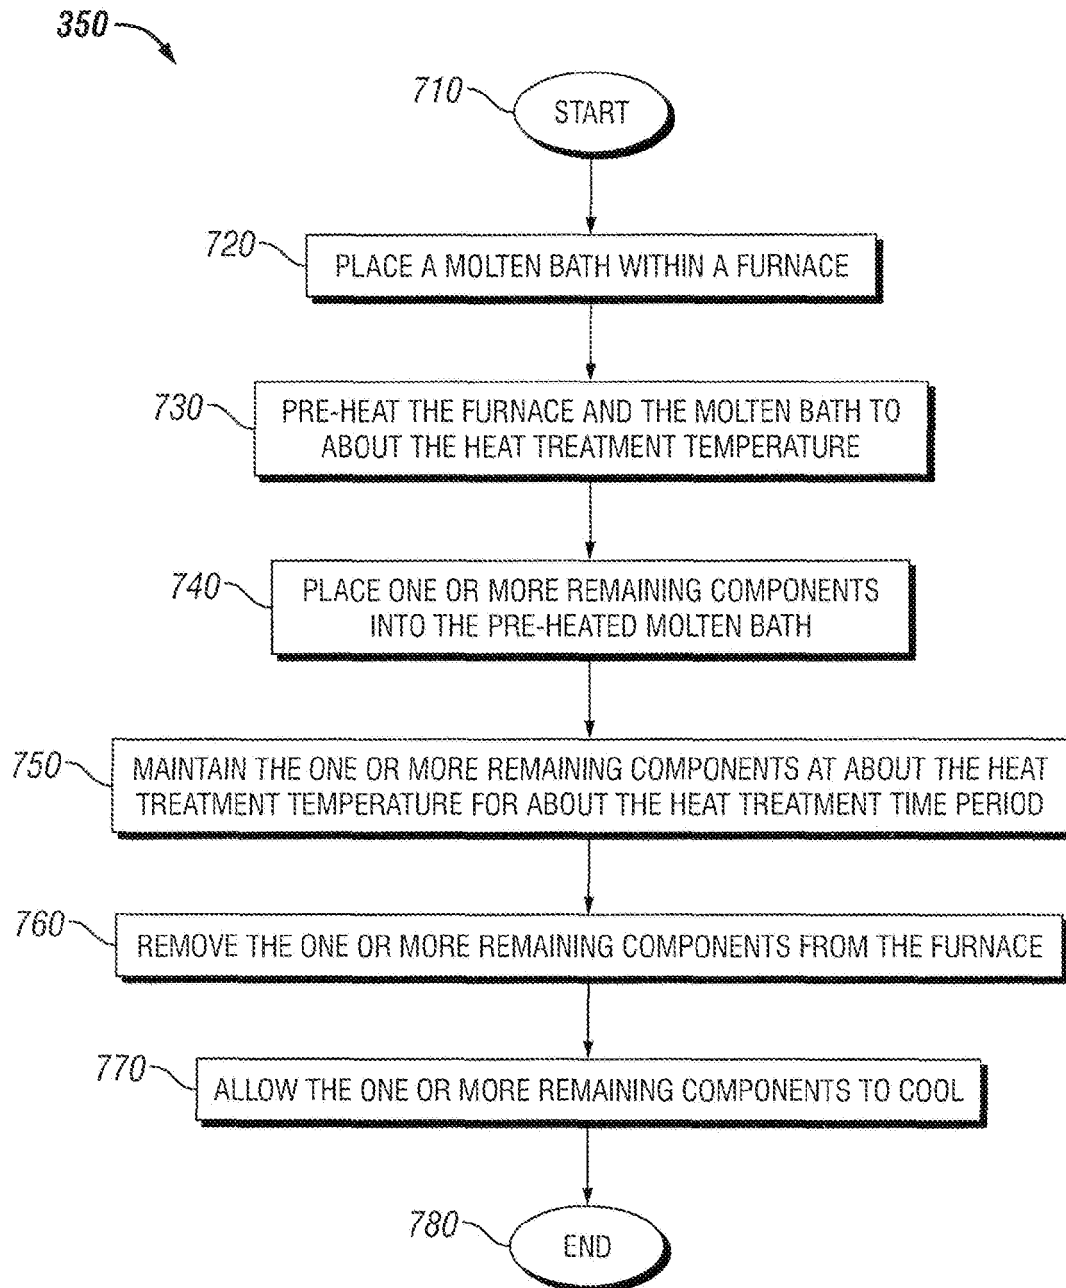 350
710
START
720
PLACE A MOLTEN BATH WITHIN A FURNACE
730
PRE-HEAT THE FURNACE AND THE MOLTEN BATH TO
ABOUT THE HEAT TREATMENT TEMPERATURE
740
PLACE ONE OR MORE REMAINING COMPONENTS
INTO THE PRE-HEATED MOLTEN BATH
750
MAINTAIN THE ONE OR MORE REMAINING COMPONENTS AT ABOUT THE HEAT
TREATMENT TEMPERATURE FOR ABOUT THE HEAT TREATMENT TIME PERIOD
760
REMOVE THE ONE OR MORE REMAINING COMPONENTS FROM THE FURNACE
770
ALLOW THE ONE OR MORE REMAINING COMPONENTS TO COOL
780
END